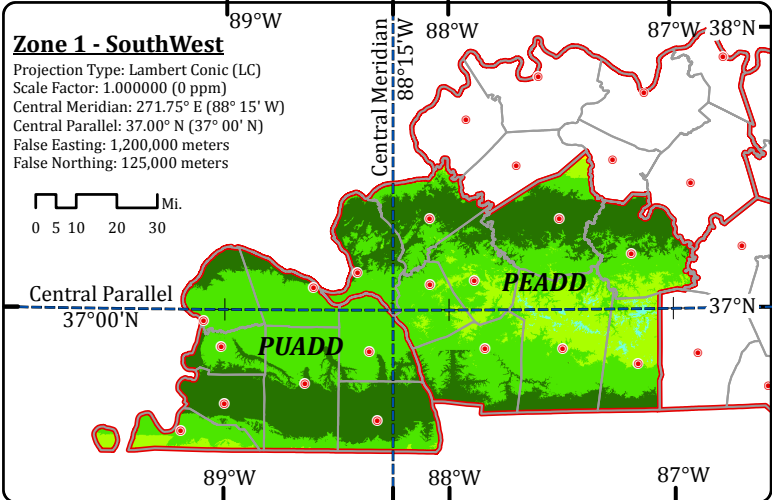 89°W
88°W
87°W
38°N
Central Meridian
88°15'W
Zone 1 - SouthWest
Projection Type: Lambert Conic (LC)
Scale Factor: 1.000000 (0 ppm)
Central Meridian: 271.75° E (88° 15' W)
Central Parallel: 37.00° N (37° 00' N)
False Easting: 1,200,000 meters
False Northing: 125,000 meters
Mi.
0 5 10 20 30
PEADD
Central Parallel
37°00'N
37°N
PUADD
89°W
88°W
87°W